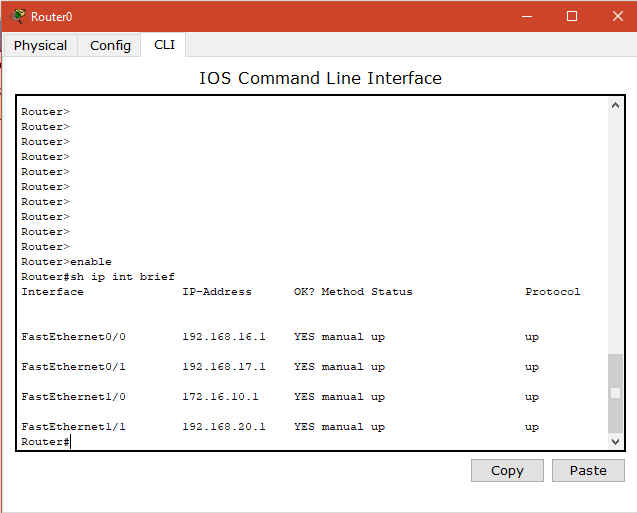 Router0
Physical Config CLI
IOS Command Line Interface
Router>
Router>
Router>
Router>
Router>
Router>
Router>
Router>
Router>
Router>
Router>enable
Router#sh ip int brief
Interface IP-Address OK? Method Status Protocol
FastEthernet0/0 192.168.16.1 YES manual up up
FastEthernet0/1 192.168.17.1 YES manual up up
FastEthernet1/0 172.16.10.1 YES manual up up
FastEthernet1/1 192.168.20.1 YES manual up up
Router#
Copy Paste